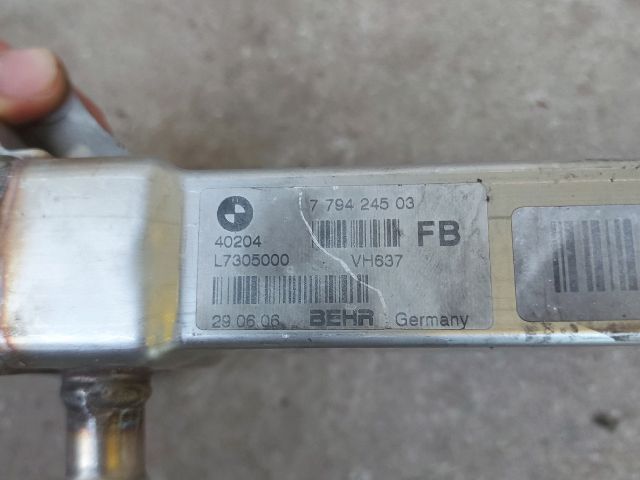 7 794 245 03
40204
FB
L7305000 VH637
29.06.06 BEHR Germany